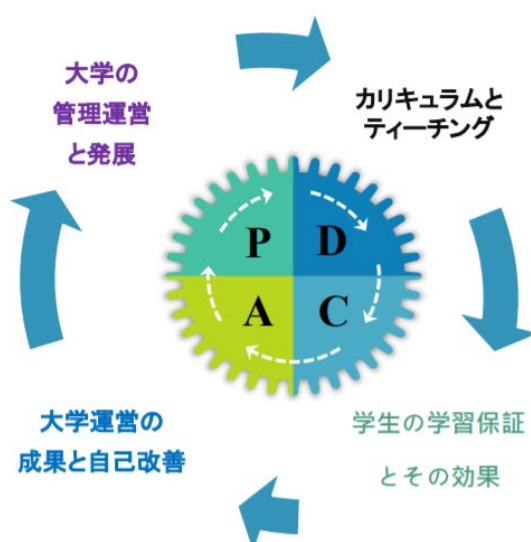 大学の
管理運営
と発展
カリキュラムと
ティーチング
P
D
A
C
大学運営の
成果と自己改善
学生の学習保証
とその効果